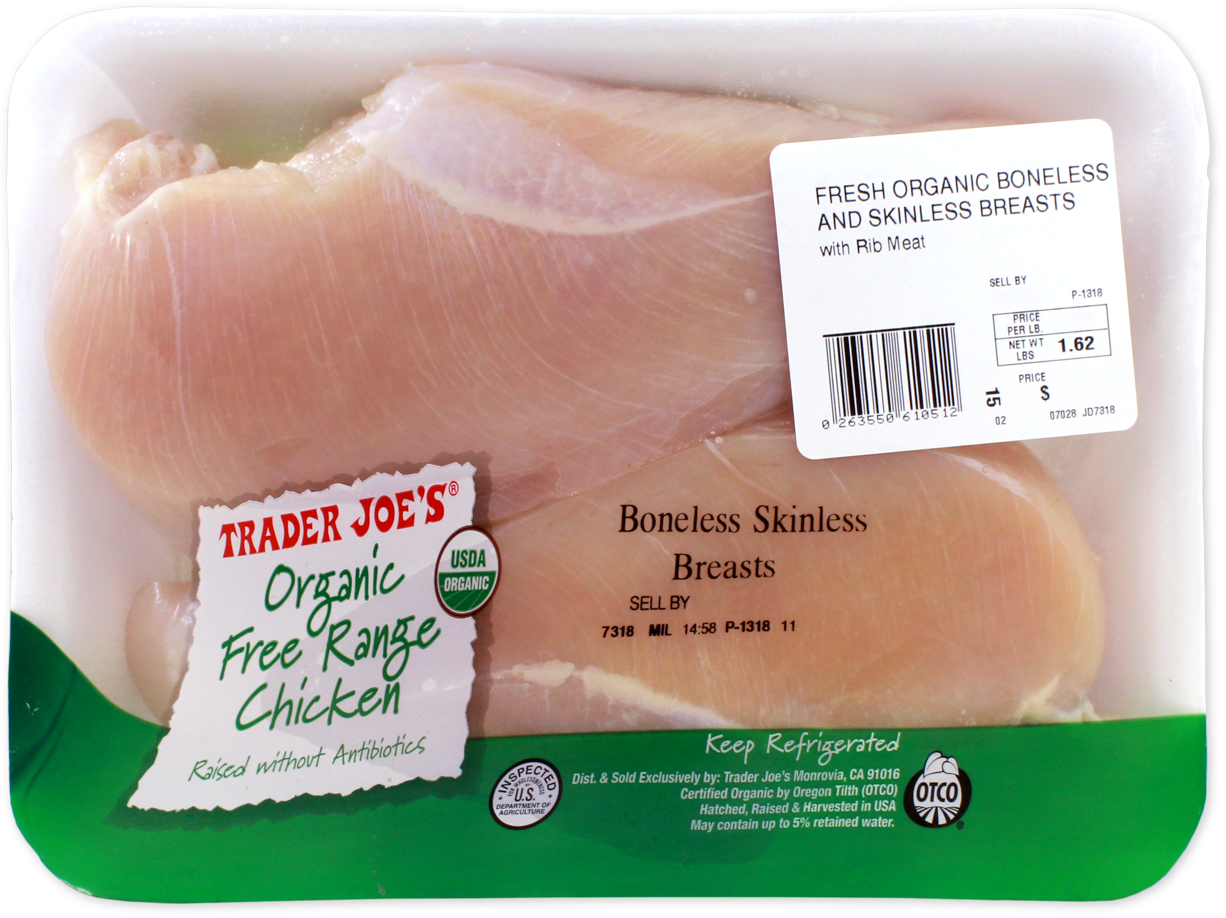 FRESH ORGANIC BONELESS
AND SKINLESS BREASTS
with Rib Meat
SELL BY
P-1318
PRICE
PER LB.
NET WT
LBS
1.62
PRICE
$
15
02
07028 JD7318
0 263550 610512
TRADER JOE'S®
Organic
Free Range
Chicken
Raised without Antibiotics
USDA
ORGANIC
Boneless Skinless
Breasts
SELL BY
7318 MIL 14:58 P-1318 11
Keep Refrigerated
Dist. & Sold Exclusively by: Trader Joe's Monrovia, CA 91016
Certified Organic by Oregon Tilth (OTCO)
Hatched, Raised & Harvested in USA
May contain up to 5% retained water.
INSPECTED
FOR WHOLESOMENESS
BY
U.S.
DEPARTMENT OF
AGRICULTURE
OTCO